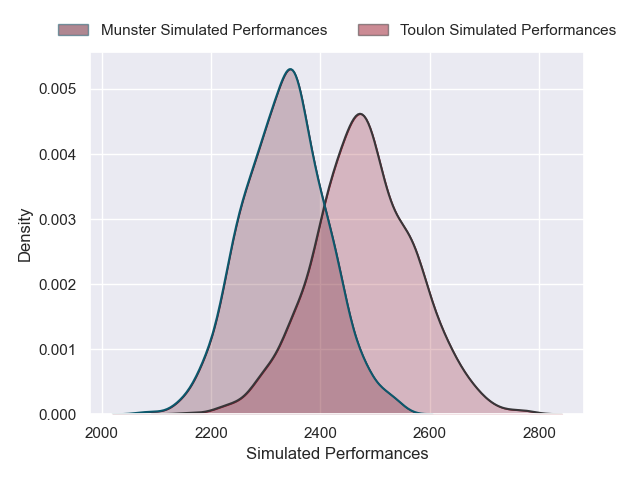 Munster Simulated Performances
Toulon Simulated Performances
0.005
0.004
0.003
0.002
0.001
0.000
Density
2000
2200
2400
2600
2800
Simulated Performances